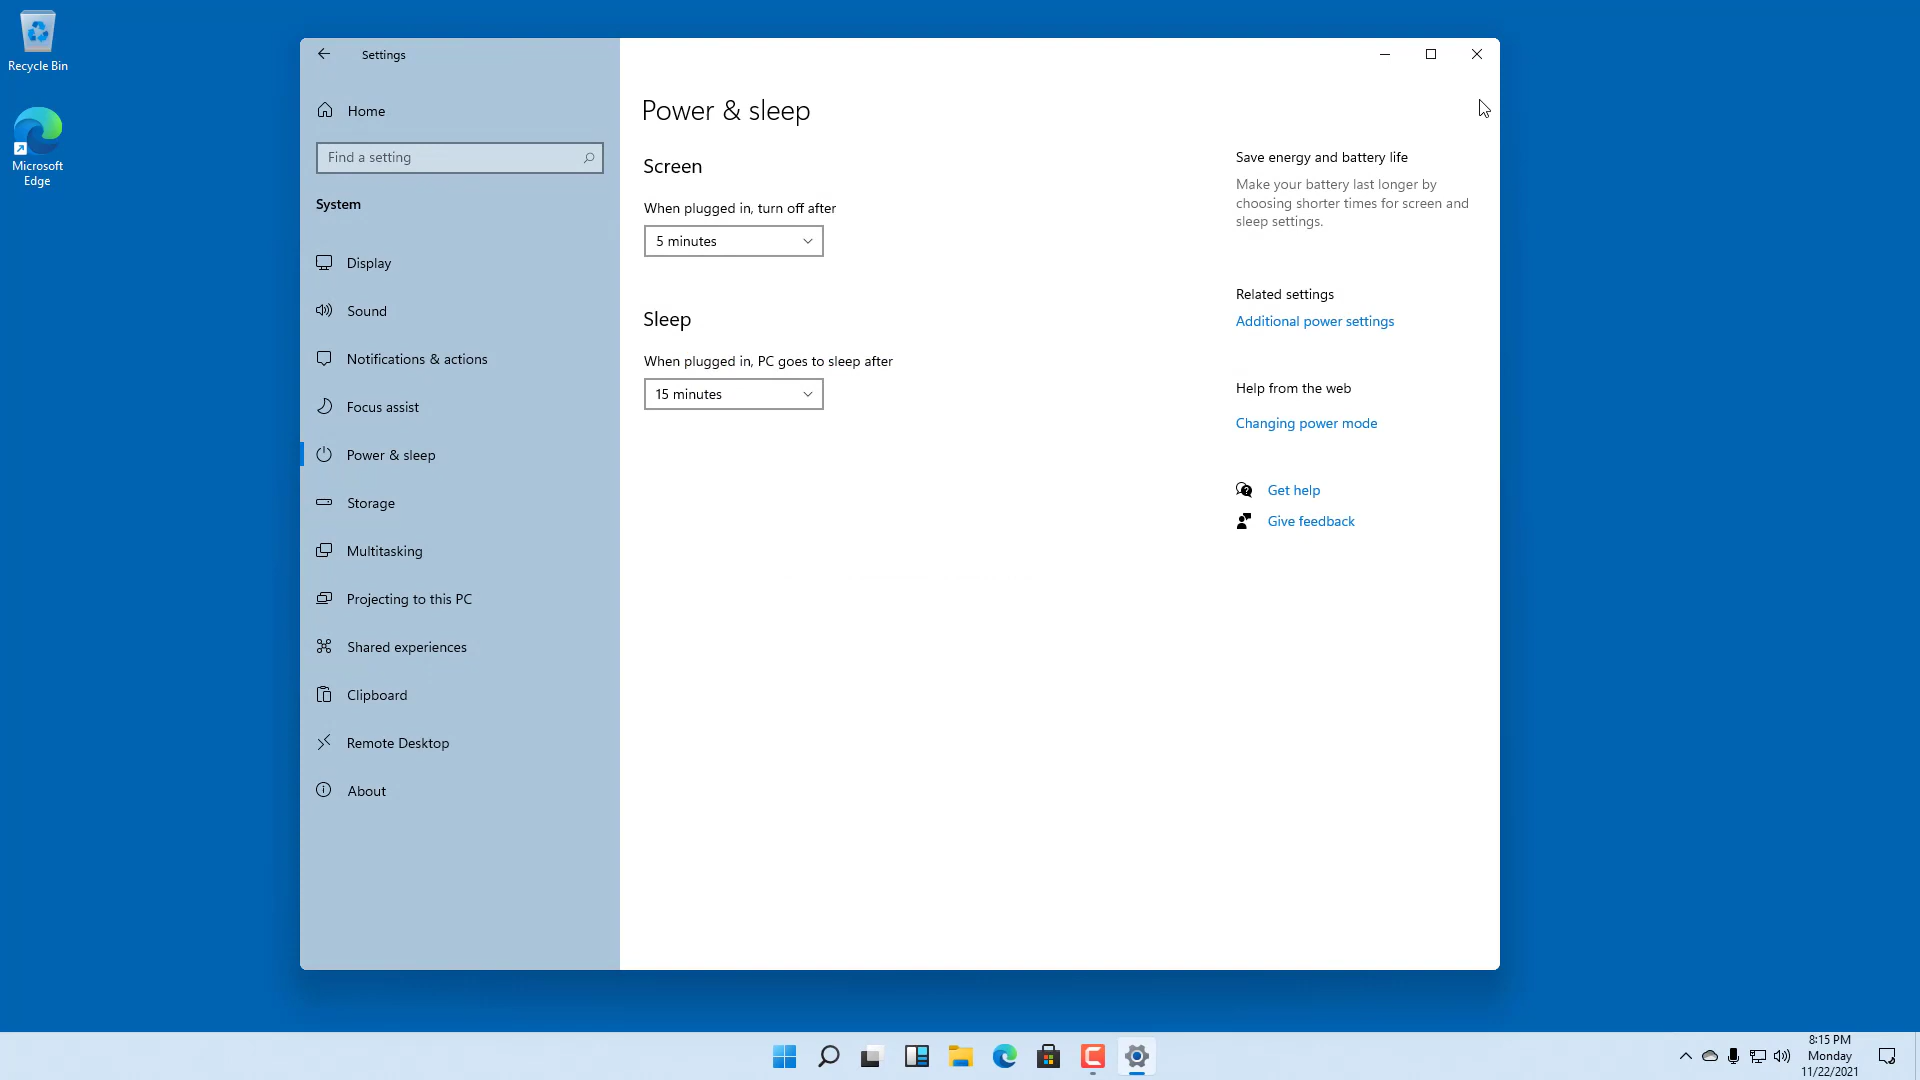 Recycle Bin
Microsoft
Edge
Settings
Home
Find a setting
System
Display
Sound
Notifications & actions
Focus assist
Power & sleep
Storage
Multitasking
Projecting to this PC
Shared experiences
Clipboard
Remote Desktop
About
Power & sleep
Screen
When plugged in, turn off after
5 minutes
Sleep
When plugged in, PC goes to sleep after
15 minutes
Save energy and battery life
Make your battery last longer by
choosing shorter times for screen and
sleep settings.
Related settings
Additional power settings
Help from the web
Changing power mode
Get help
Give feedback
8:15 PM
Monday
11/22/2021